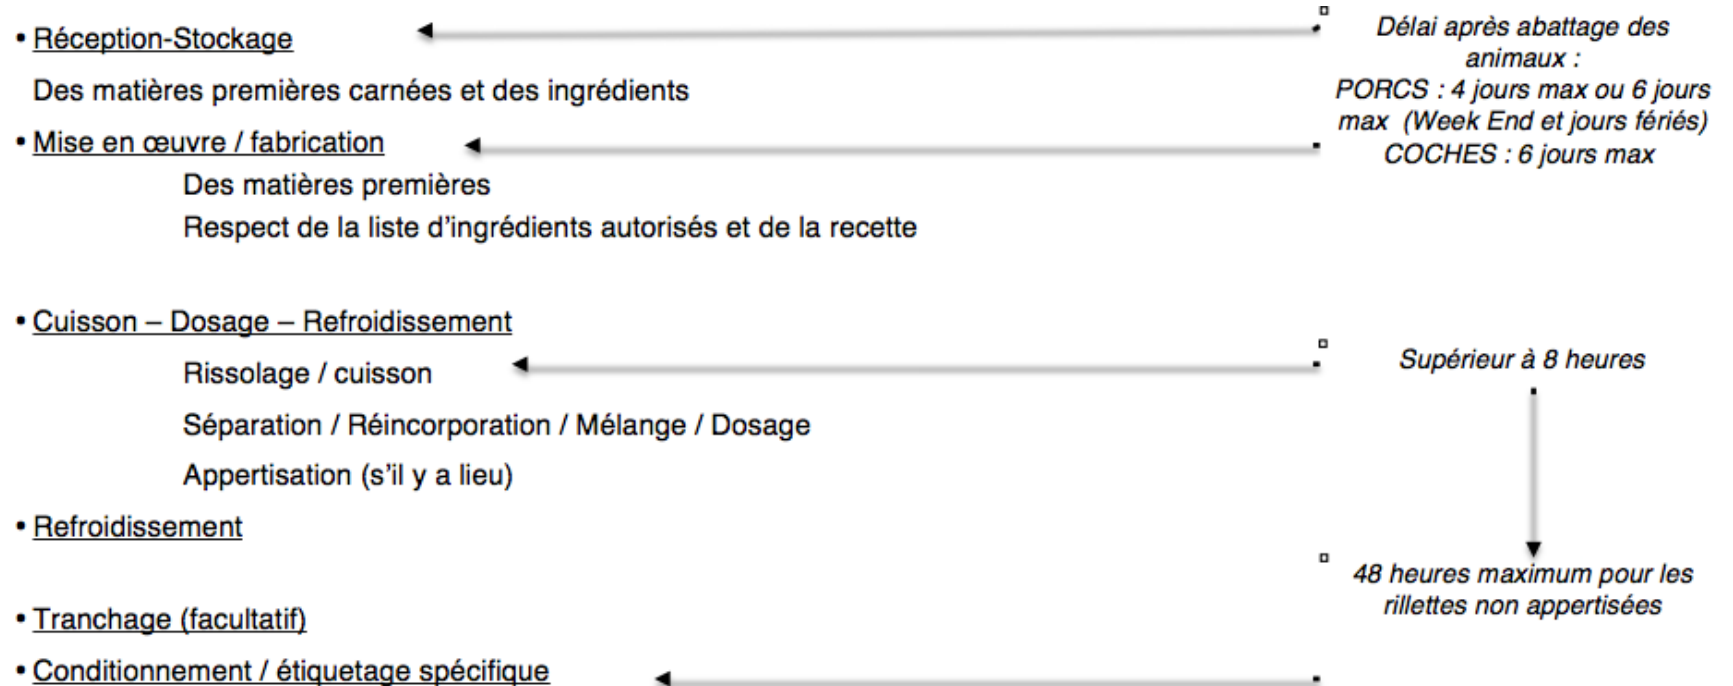 • Réception-Stockage
Des matières premières carnées et des ingrédients
• Mise en œuvre / fabrication
Des matières premières
Respect de la liste d'ingrédients autorisés et de la recette
• Cuisson – Dosage – Refroidissement
Rissolage / cuisson
Séparation / Réincorporation / Mélange / Dosage
Appertisation (s'il y a lieu)
• Refroidissement
• Tranchage (facultatif)
• Conditionnement / étiquetage spécifique
Délai après abattage des
animaux :
PORCS : 4 jours max ou 6 jours
max (Week End et jours fériés)
COCHES : 6 jours max
Supérieur à 8 heures
48 heures maximum pour les
rillettes non appertisées